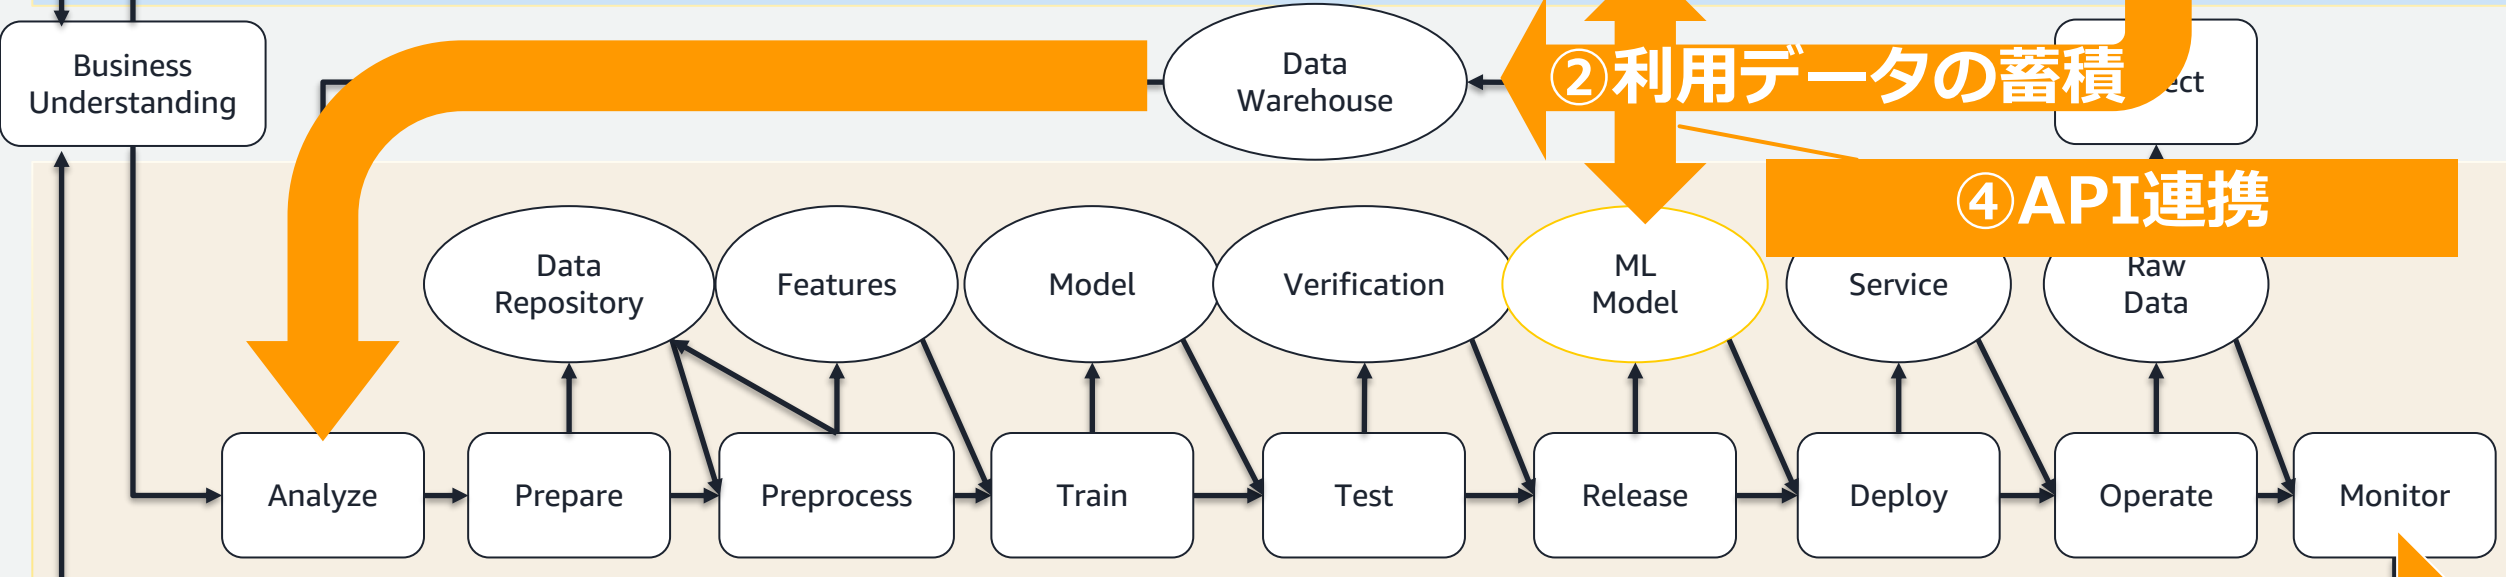 Business
Understanding
Data
Warehouse
②利用データの蓄積
④API連携
Data
Repository
Features
Model
Verification
ML
Model
Service
Raw
Data
Analyze
Prepare
Preprocess
Train
Test
Release
Deploy
Operate
Monitor